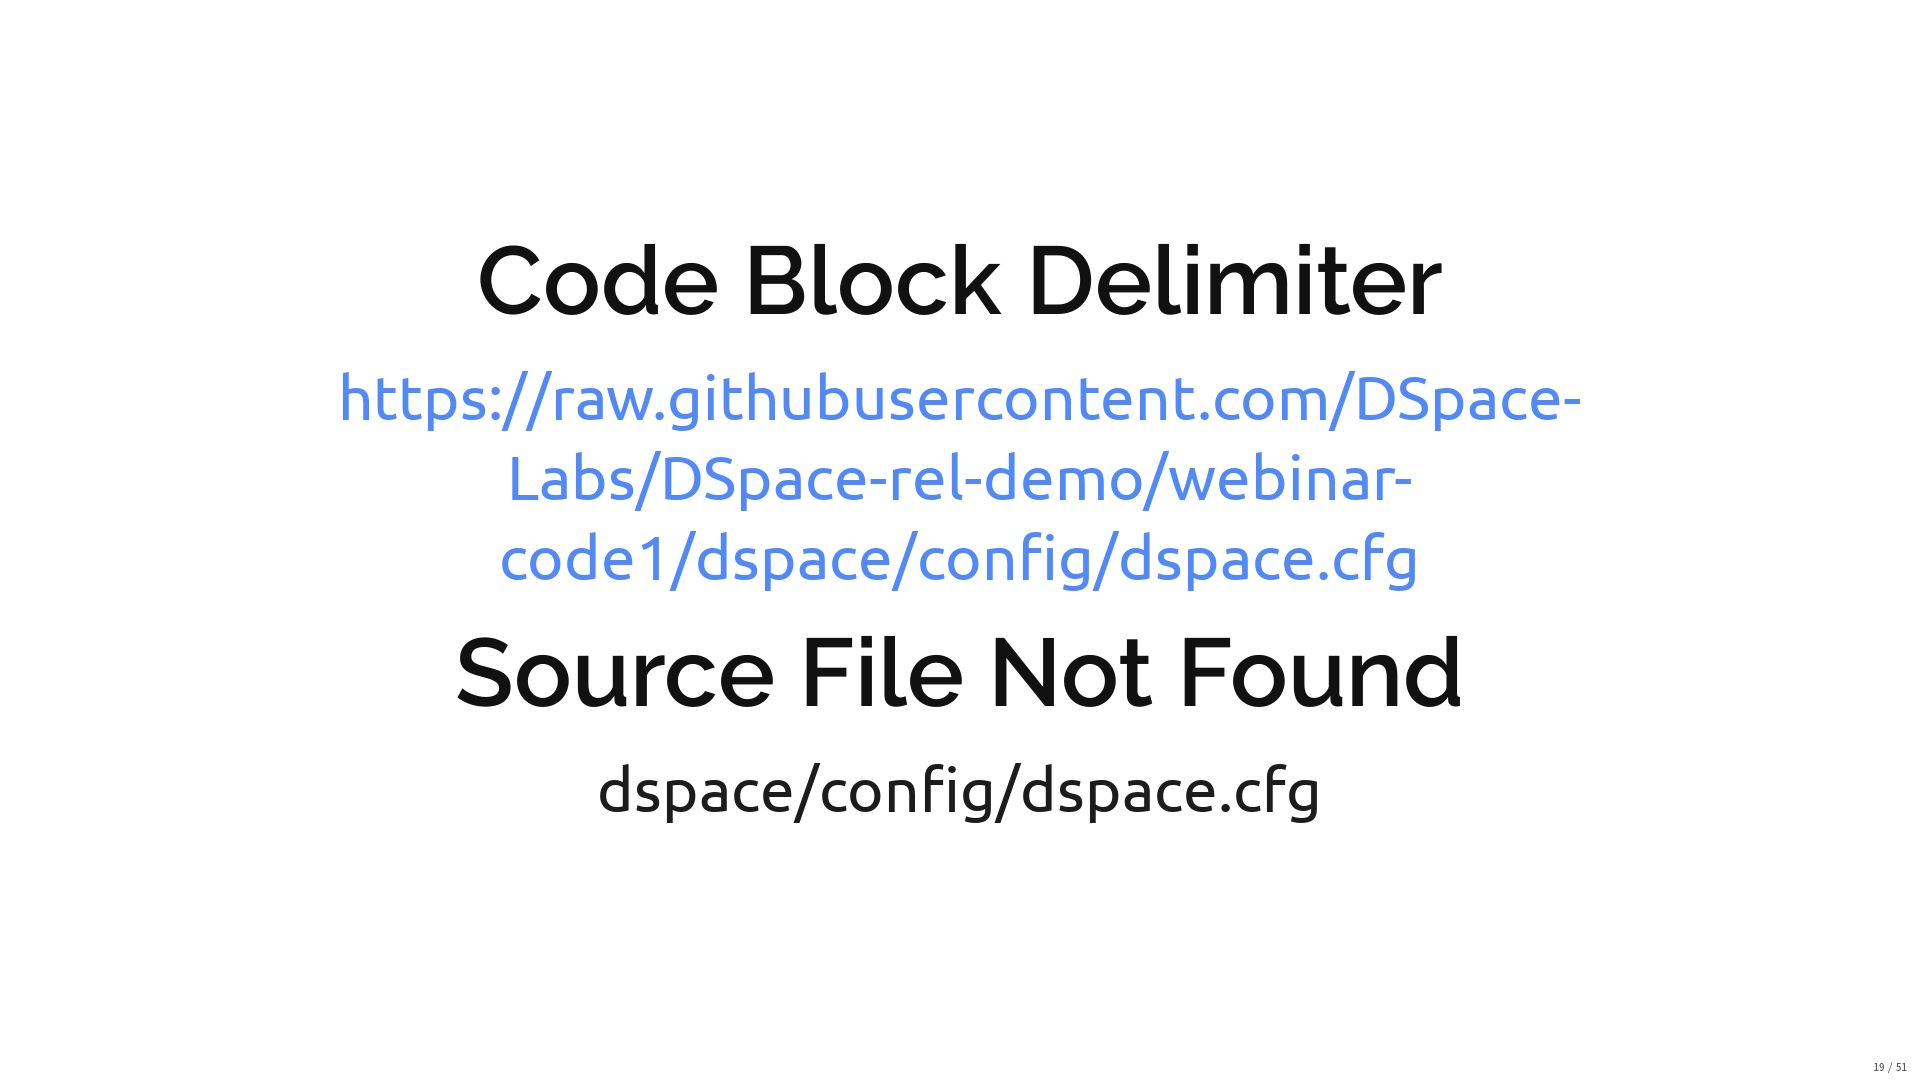 Code Block Delimiter
https://raw.githubusercontent.com/DSpace-
Labs/DSpace-rel-demo/webinar-
code1/dspace/config/dspace.cfg
Source File Not Found
dspace/config/dspace.cfg
19 / 51